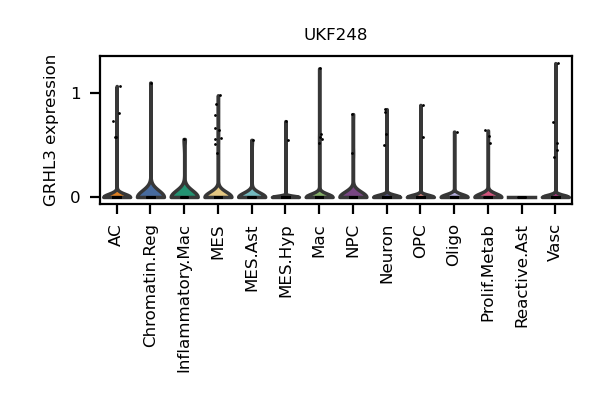 UKF248
GRHL3 expression
1
0
AC
Chromatin.Reg
Inflammatory.Mac
MES
MES.Ast
MES.Hyp
Mac
NPC
Neuron
OPC
Oligo
Prolif.Metab
Reactive.Ast
Vasc